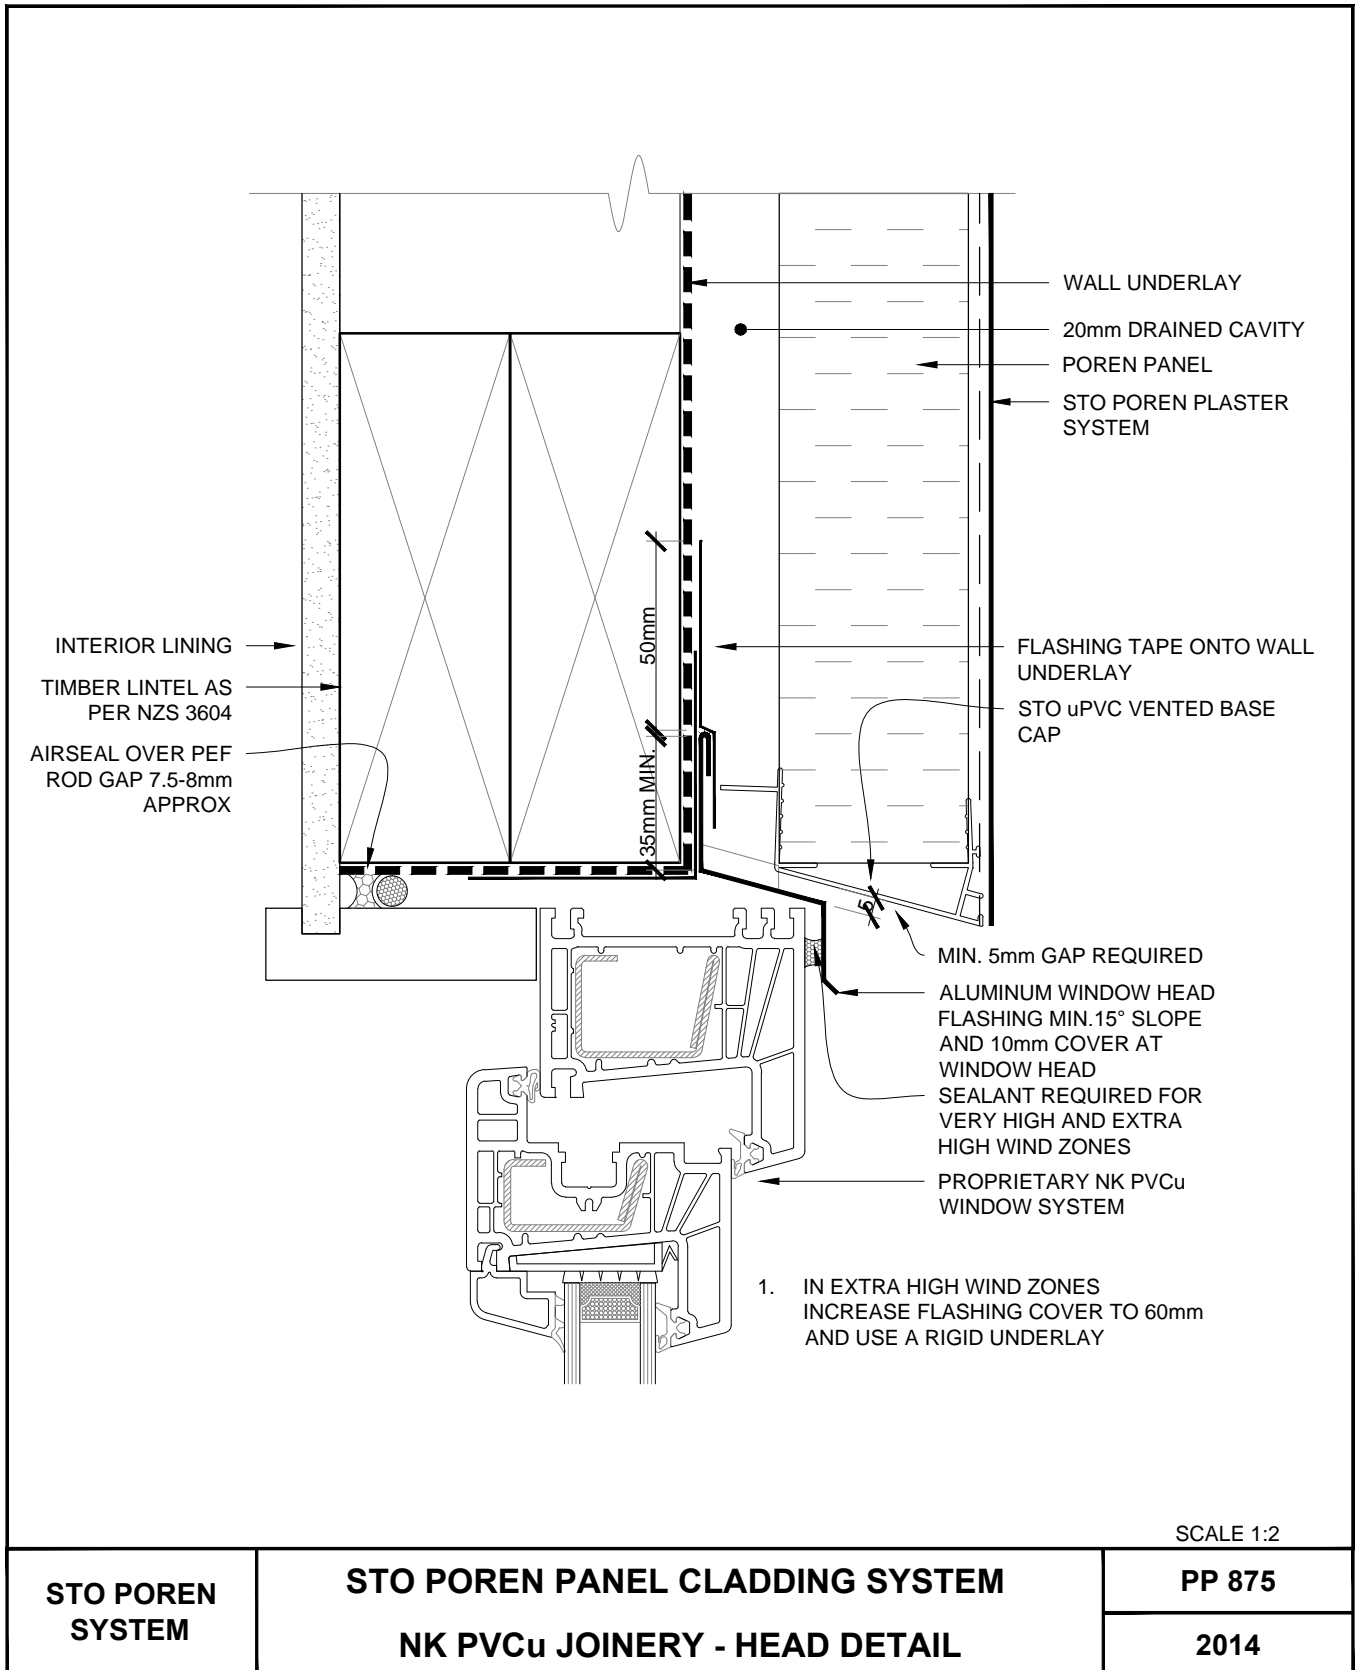 WALL UNDERLAY
20mm DRAINED CAVITY
POREN PANEL
STO POREN PLASTER
SYSTEM
50mm
35mm MIN.
INTERIOR LINING
TIMBER LINTEL AS
PER NZS 3604
AIRSEAL OVER PEF
ROD GAP 7.5-8mm
APPROX
FLASHING TAPE ONTO WALL
UNDERLAY
STO uPVC VENTED BASE
CAP
5
MIN. 5mm GAP REQUIRED
ALUMINUM WINDOW HEAD
FLASHING MIN.15° SLOPE
AND 10mm COVER AT
WINDOW HEAD
SEALANT REQUIRED FOR
VERY HIGH AND EXTRA
HIGH WIND ZONES
PROPRIETARY NK PVCu
WINDOW SYSTEM
1. IN EXTRA HIGH WIND ZONES
INCREASE FLASHING COVER TO 60mm
AND USE A RIGID UNDERLAY
SCALE 1:2
STO POREN
SYSTEM
STO POREN PANEL CLADDING SYSTEM
NK PVCu JOINERY - HEAD DETAIL
PP 875
2014